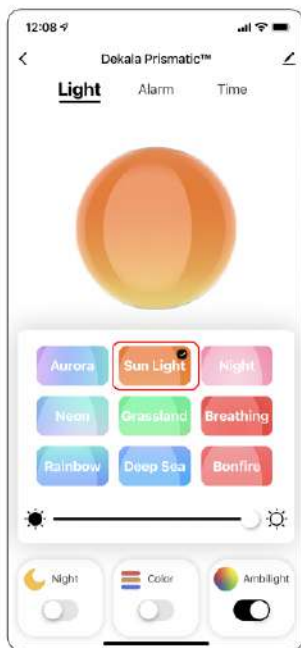 12:08
Dekala Prismatic™
Light Alarm Time
Aurora Sun Light Night
Neon Grassland Breathing
Rainbow Deep Sea Bonfire
Night Color Ambilight